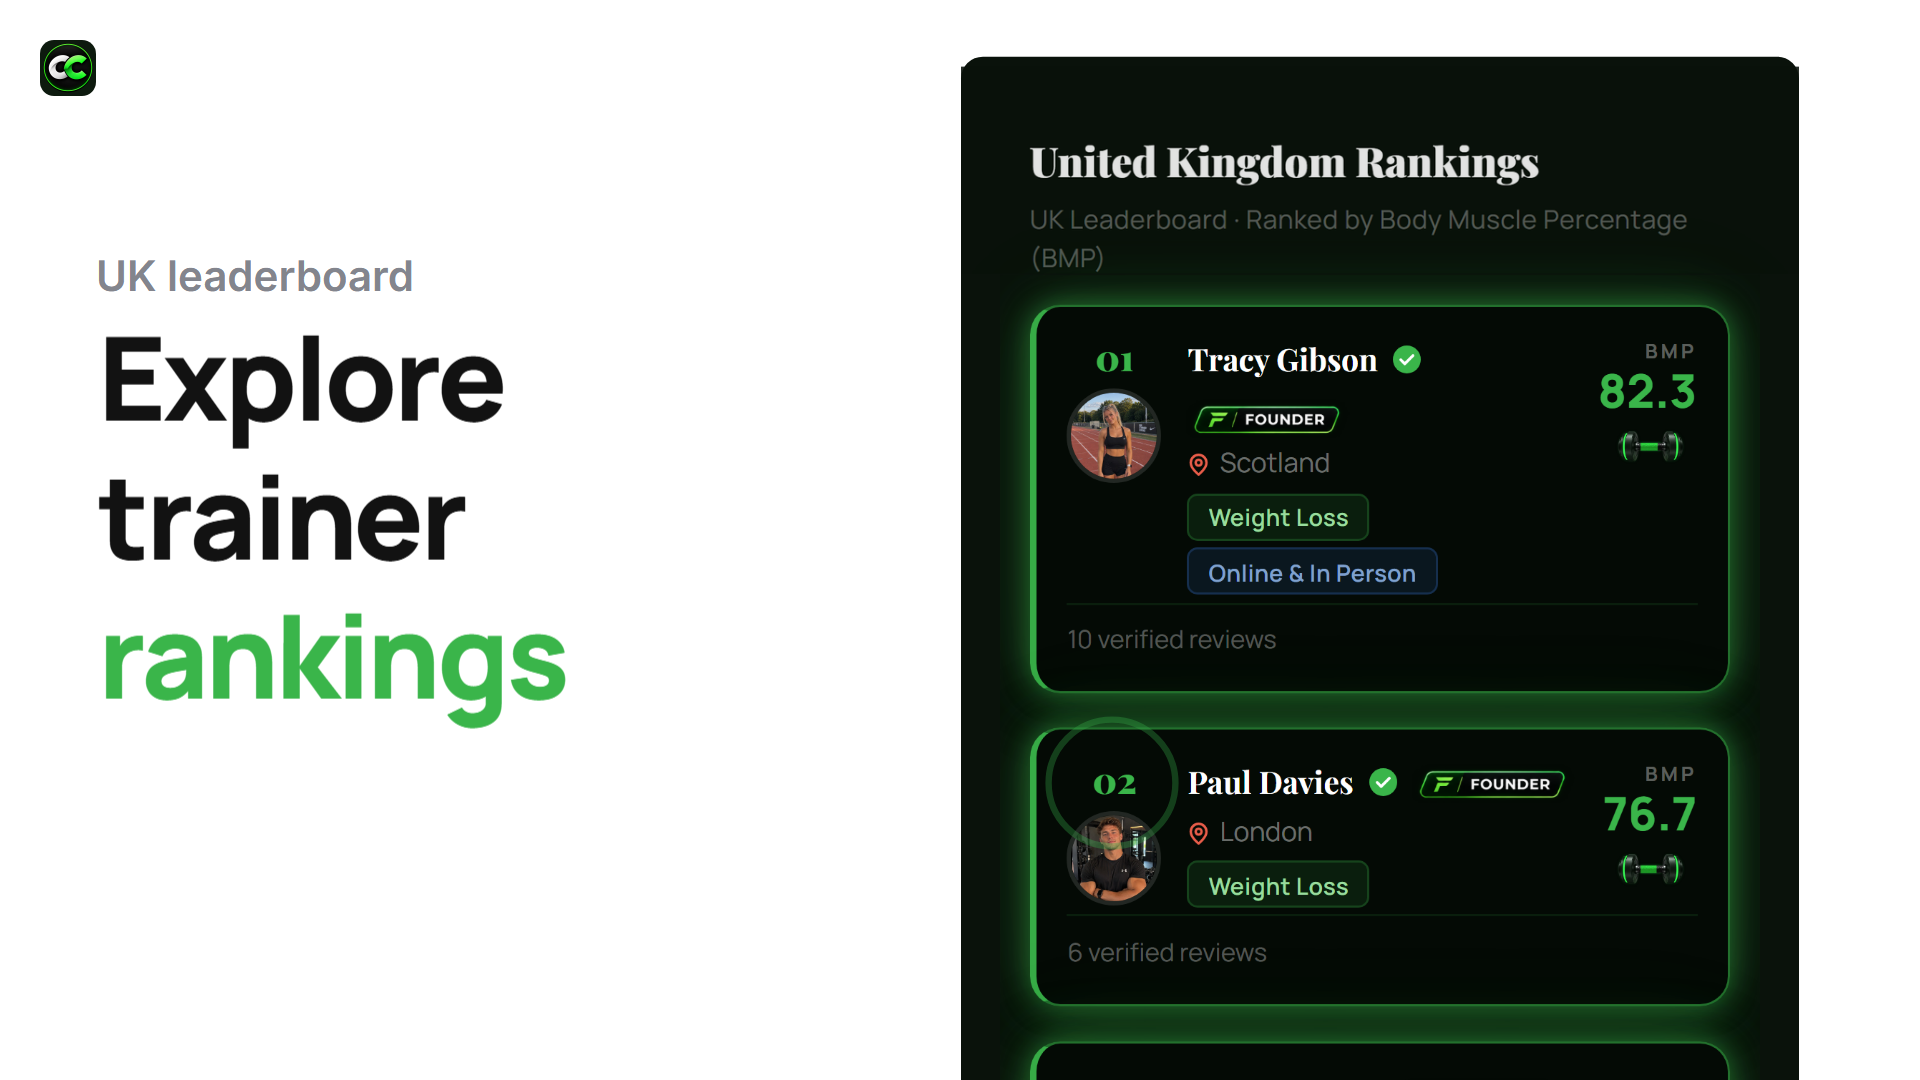 CC
UK leaderboard
Explore
trainer
rankings
United Kingdom Rankings
UK Leaderboard · Ranked by Body Muscle Percentage
(BMP)
01
Tracy Gibson
BMP
82.3
F / FOUNDER
Scotland
Weight Loss
Online & In Person
10 verified reviews
02
Paul Davies
F / FOUNDER
BMP
76.7
London
Weight Loss
6 verified reviews